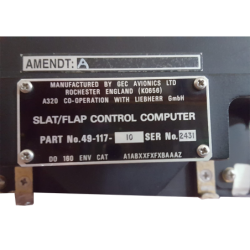 AMENDT: A
MANUFACTURED BY GEC AVIONICS LTD
ROCHESTER ENGLAND (K0656)
A320 CO-OPERATION WITH LIEBHERR GmbH
SLAT/FLAP CONTROL COMPUTER
PART No. 49-117- 10 SER No. 2431
DO 160 ENV CAT A1ABXXFXFXBAAAZ